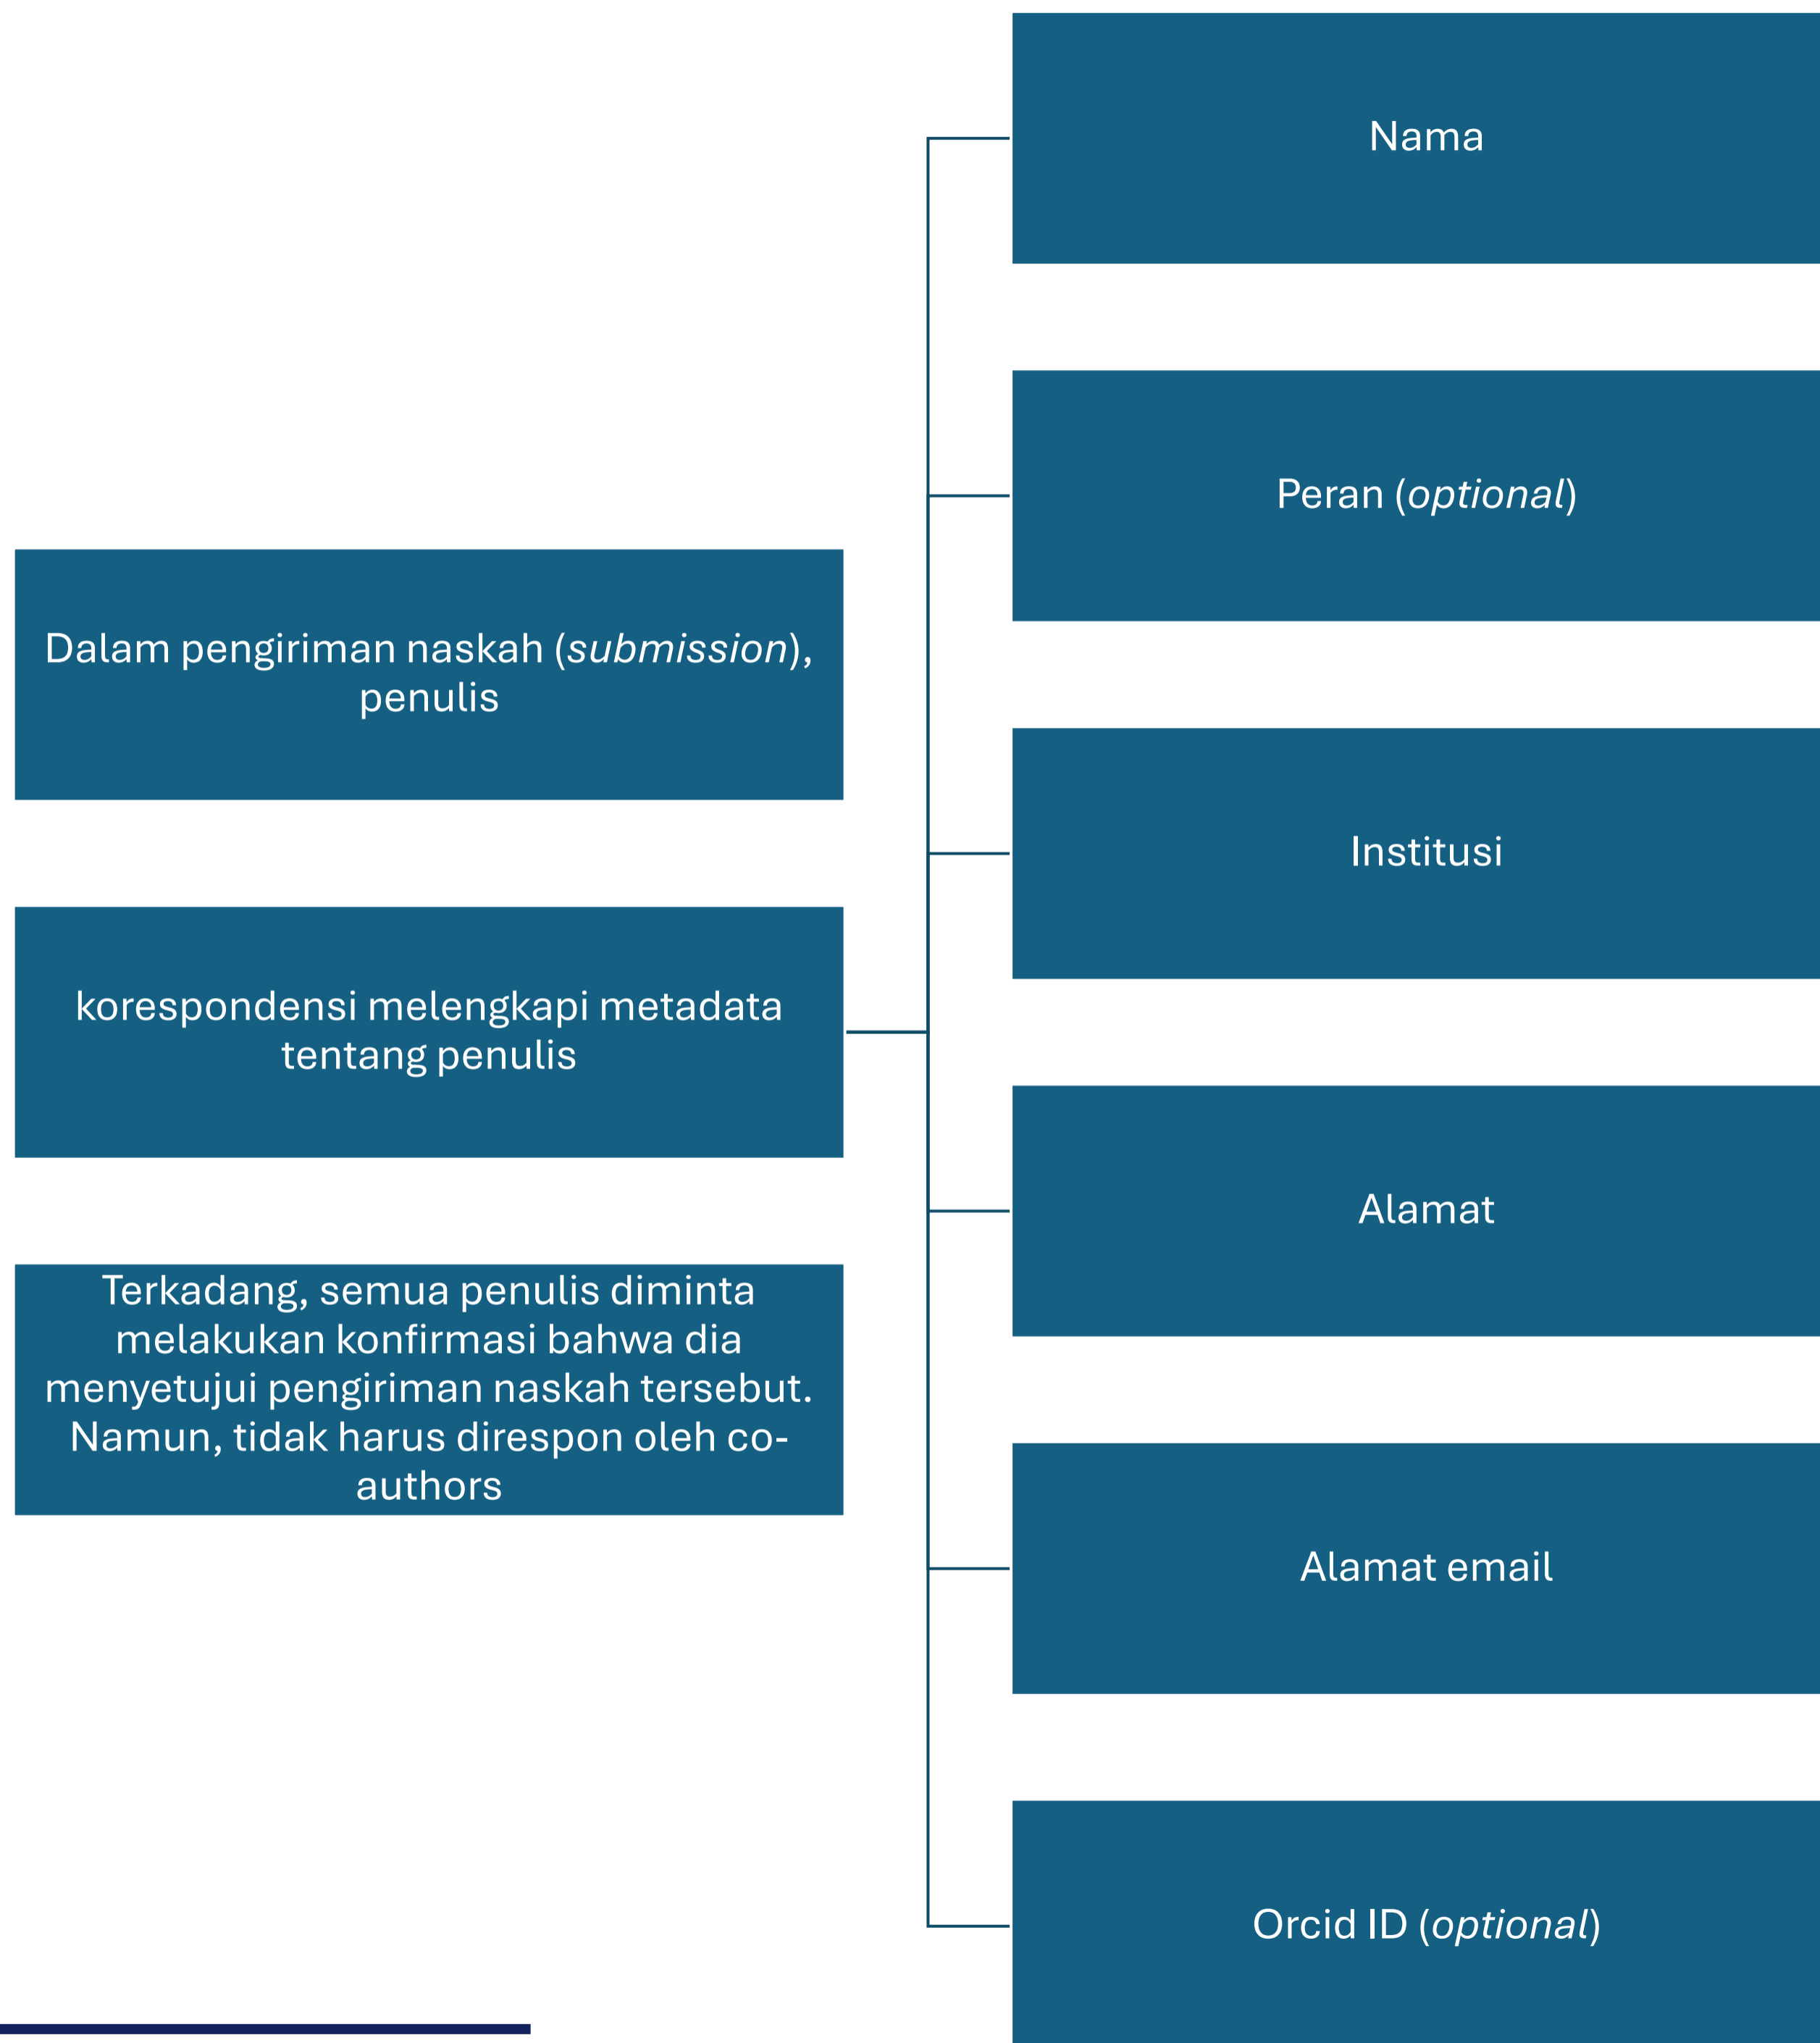 Dalam pengiriman naskah (submission),
penulis
korespondensi melengkapi metadata
tentang penulis
Nama
Peran (optional)
Institusi
Alamat
Alamat email
Orcid ID (optional)
Terkadang, semua penulis diminta
melakukan konfirmasi bahwa dia
menyetujui pengiriman naskah tersebut.
Namun, tidak harus direspon oleh co-
authors